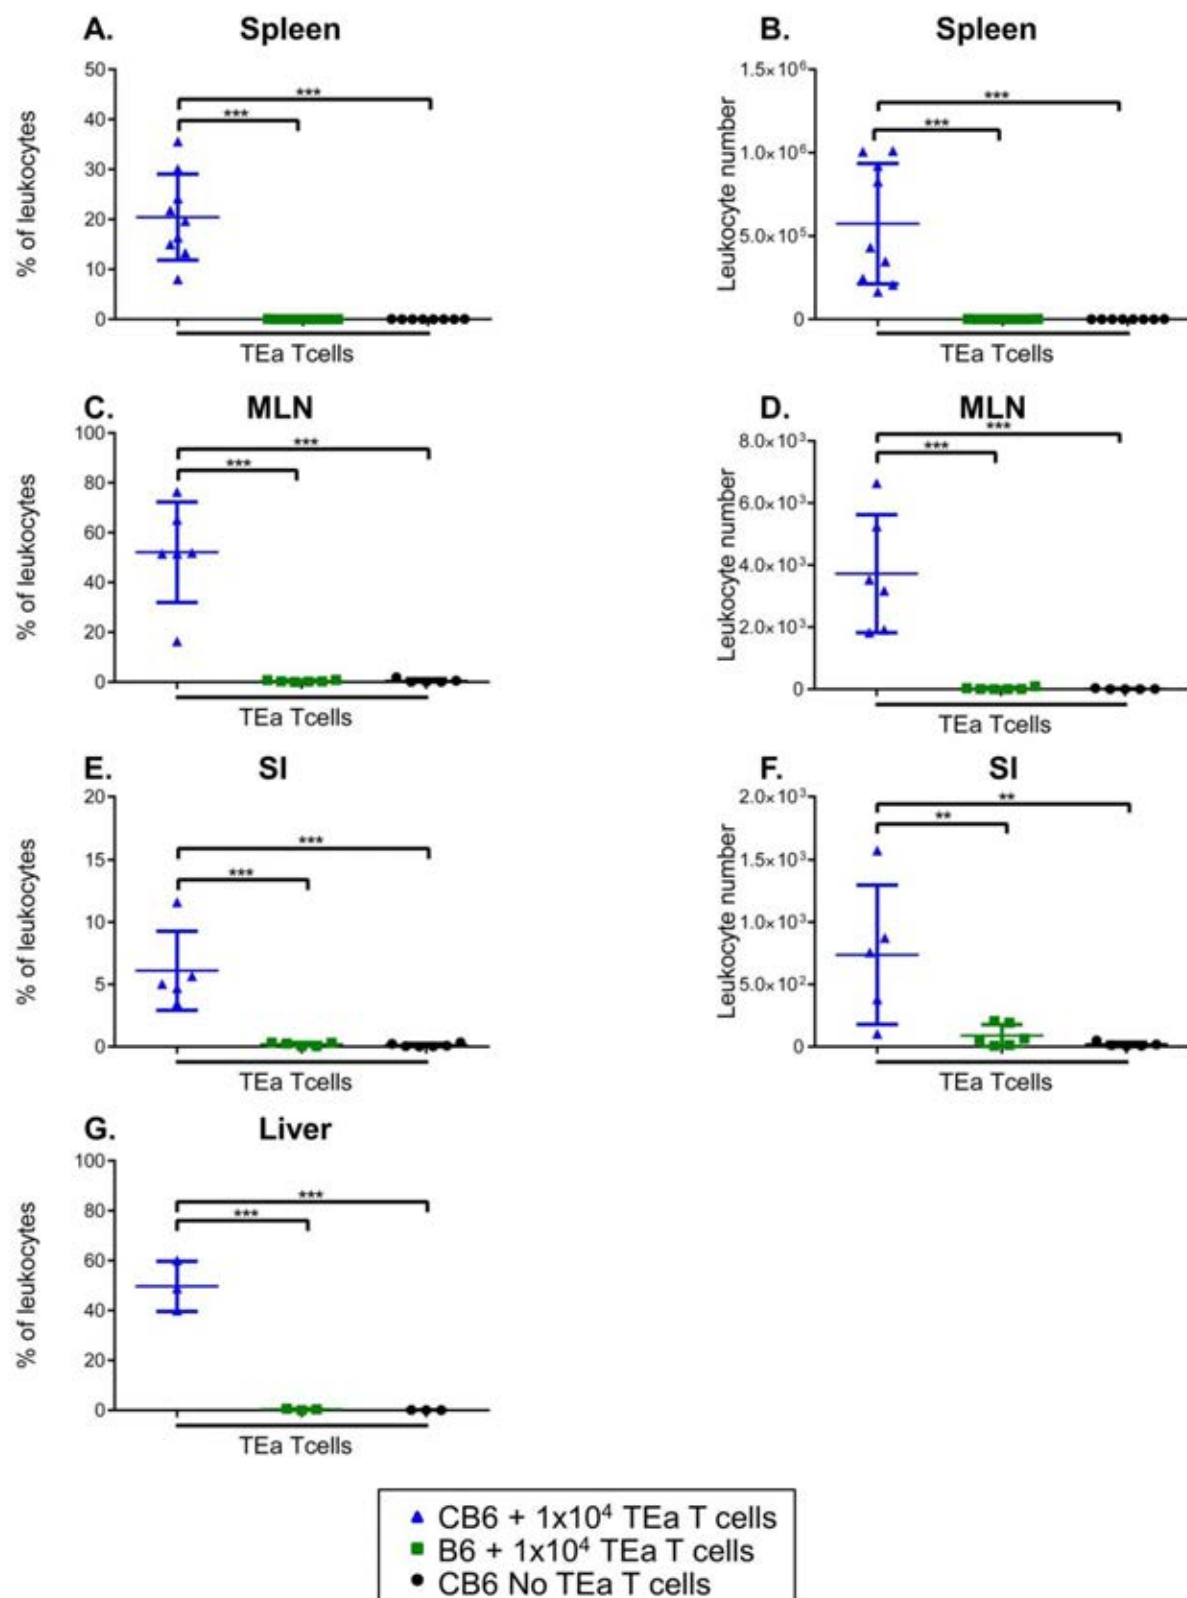 A. Spleen
% of leukocytes
50
40
30
20
10
0
***
***
TEa Tcells
B. Spleen
Leukocyte number
1.5×10⁶
1.0×10⁶
5.0×10⁵
0
***
***
TEa Tcells
C. MLN
% of leukocytes
100
80
60
40
20
0
***
***
TEa Tcells
D. MLN
Leukocyte number
8.0×10³
6.0×10³
4.0×10³
2.0×10³
0
***
***
TEa Tcells
E. SI
% of leukocytes
20
15
10
5
0
***
***
TEa Tcells
F. SI
Leukocyte number
2.0×10³
1.5×10³
1.0×10³
5.0×10²
0
**
**
TEa Tcells
G. Liver
% of leukocytes
100
80
60
40
20
0
***
***
TEa Tcells
CB6 + 1x10⁴ TEa T cells
B6 + 1x10⁴ TEa T cells
CB6 No TEa T cells